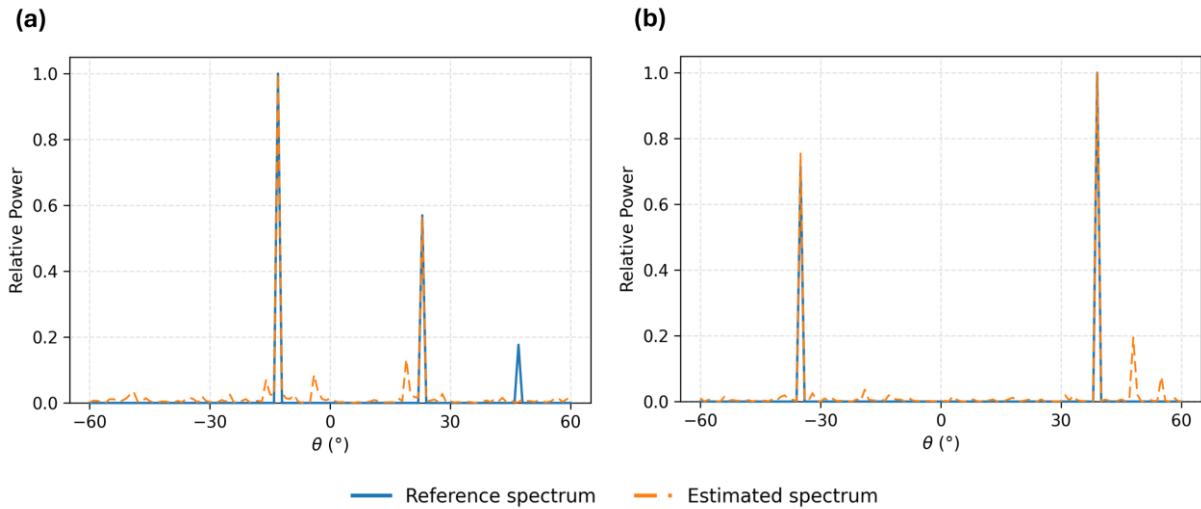 (a)
(b)
Relative Power
1.0
0.8
0.6
0.4
0.2
0.0
−60
−30
0
30
60
θ (°)
Relative Power
1.0
0.8
0.6
0.4
0.2
0.0
−60
−30
0
30
60
θ (°)
Reference spectrum
Estimated spectrum